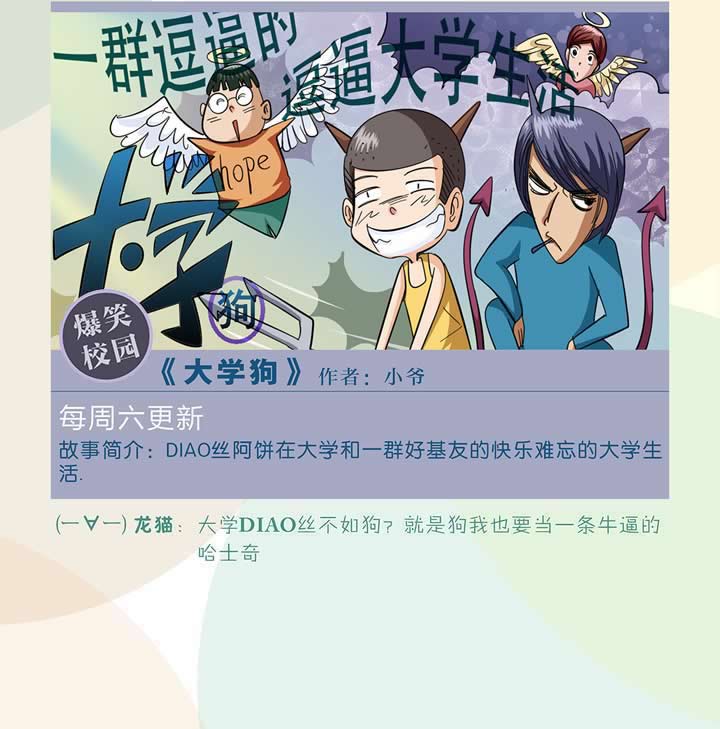 一群逗逼的
逗逼大学生活
hope
大学
狗
爆笑
校园
《大学狗》 作者：小爷
每周六更新
故事简介：DIAO丝阿饼在大学和一群好基友的快乐难忘的大学生
活.
(一∀一) 龙猫：大学DIAO丝不如狗？就是狗我也要当一条牛逼的
哈士奇